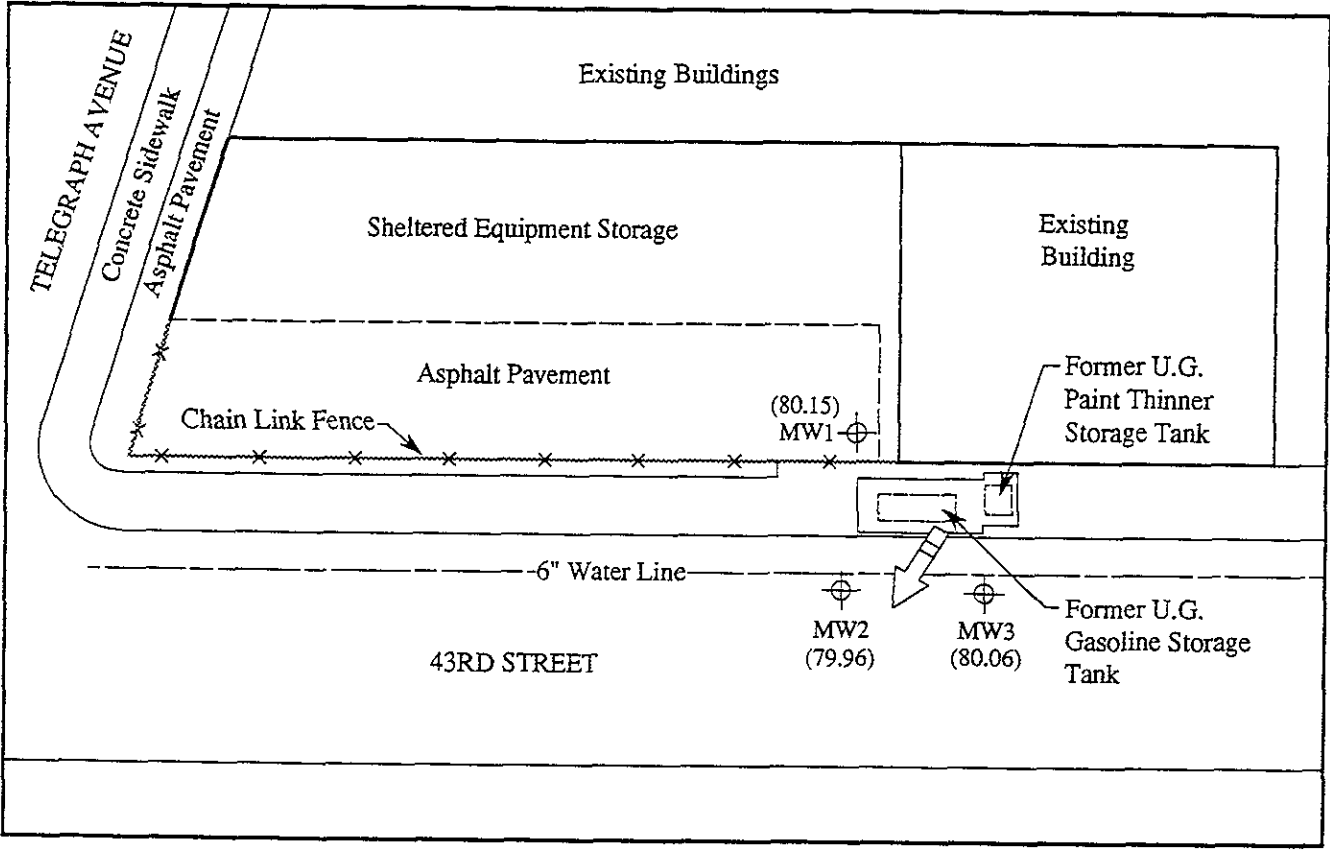 Existing Buildings
TELEGRAPH AVENUE
Concrete Sidewalk
Asphalt Pavement
Sheltered Equipment Storage
Existing
Building
Asphalt Pavement
Chain Link Fence
(80.15)
MW1
Former U.G.
Paint Thinner
Storage Tank
6" Water Line
MW2
(79.96)
MW3
(80.06)
Former U.G.
Gasoline Storage
Tank
43RD STREET